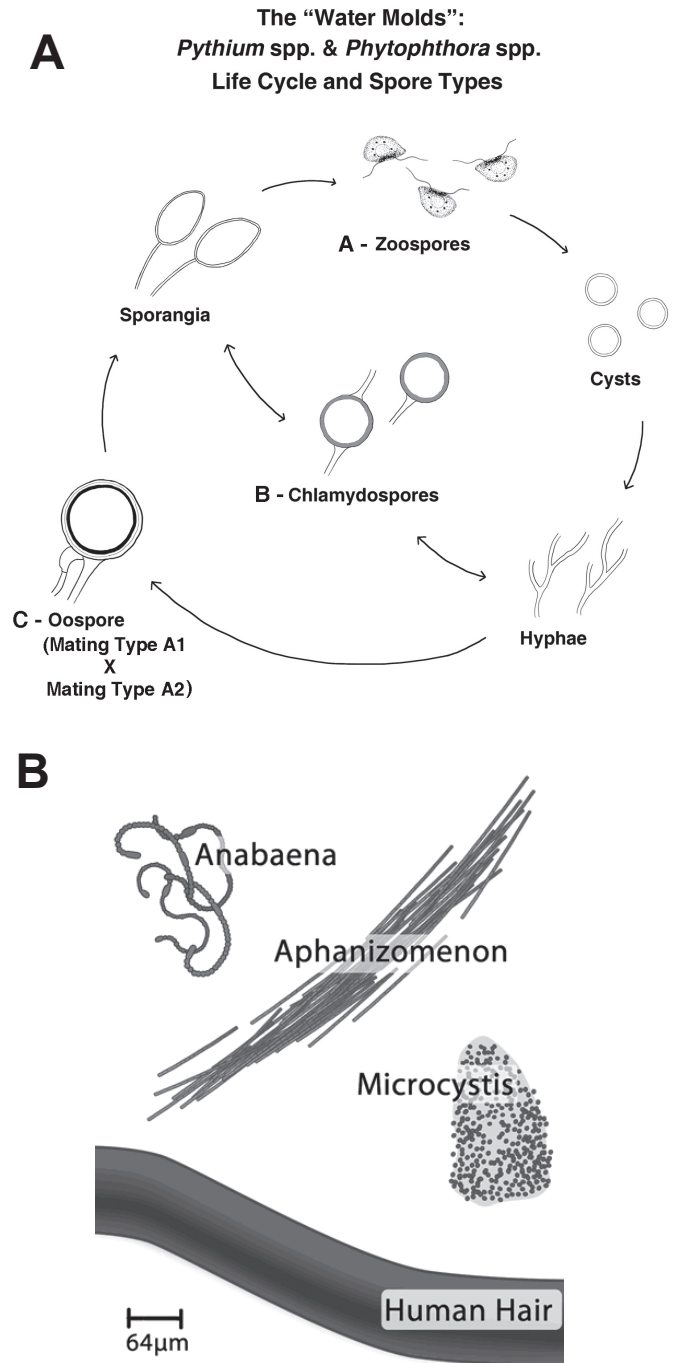 A
The “Water Molds”:
Pythium spp. & Phytophthora spp.
Life Cycle and Spore Types
A - Zoospores
Sporangia
Cysts
B - Chlamydospores
C - Oospore
(Mating Type A1
X
Mating Type A2)
Hyphae
B
Anabaena
Aphanizomenon
Microcystis
Human Hair
64µm